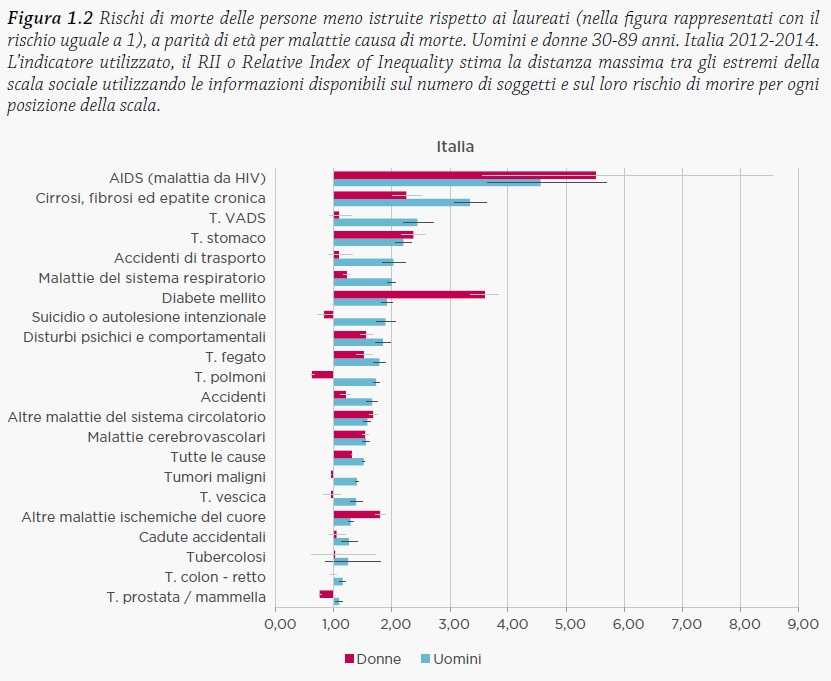 Figura 1.2 Rischi di morte delle persone meno istruite rispetto ai laureati (nella figura rappresentati con il
rischio uguale a 1), a parità di età per malattie causa di morte. Uomini e donne 30-89 anni. Italia 2012-2014.
L'indicatore utilizzato, il RII o Relative Index of Inequality stima la distanza massima tra gli estremi della
scala sociale utilizzando le informazioni disponibili sul numero di soggetti e sul loro rischio di morire per ogni
posizione della scala.
Italia
AIDS (malattia da HIV)
Cirrosi, fibrosi ed epatite cronica
T. VADS
T. stomaco
Accidenti di trasporto
Malattie del sistema respiratorio
Diabete mellito
Suicidio o autolesione intenzionale
Disturbi psichici e comportamentali
T. fegato
T. polmoni
Accidenti
Altre malattie del sistema circolatorio
Malattie cerebrovascolari
Tutte le cause
Tumori maligni
T. vescica
Altre malattie ischemiche del cuore
Cadute accidentali
Tubercolosi
T. colon - retto
T. prostata / mammella
0,00 1,00 2,00 3,00 4,00 5,00 6,00 7,00 8,00 9,00
Donne Uomini